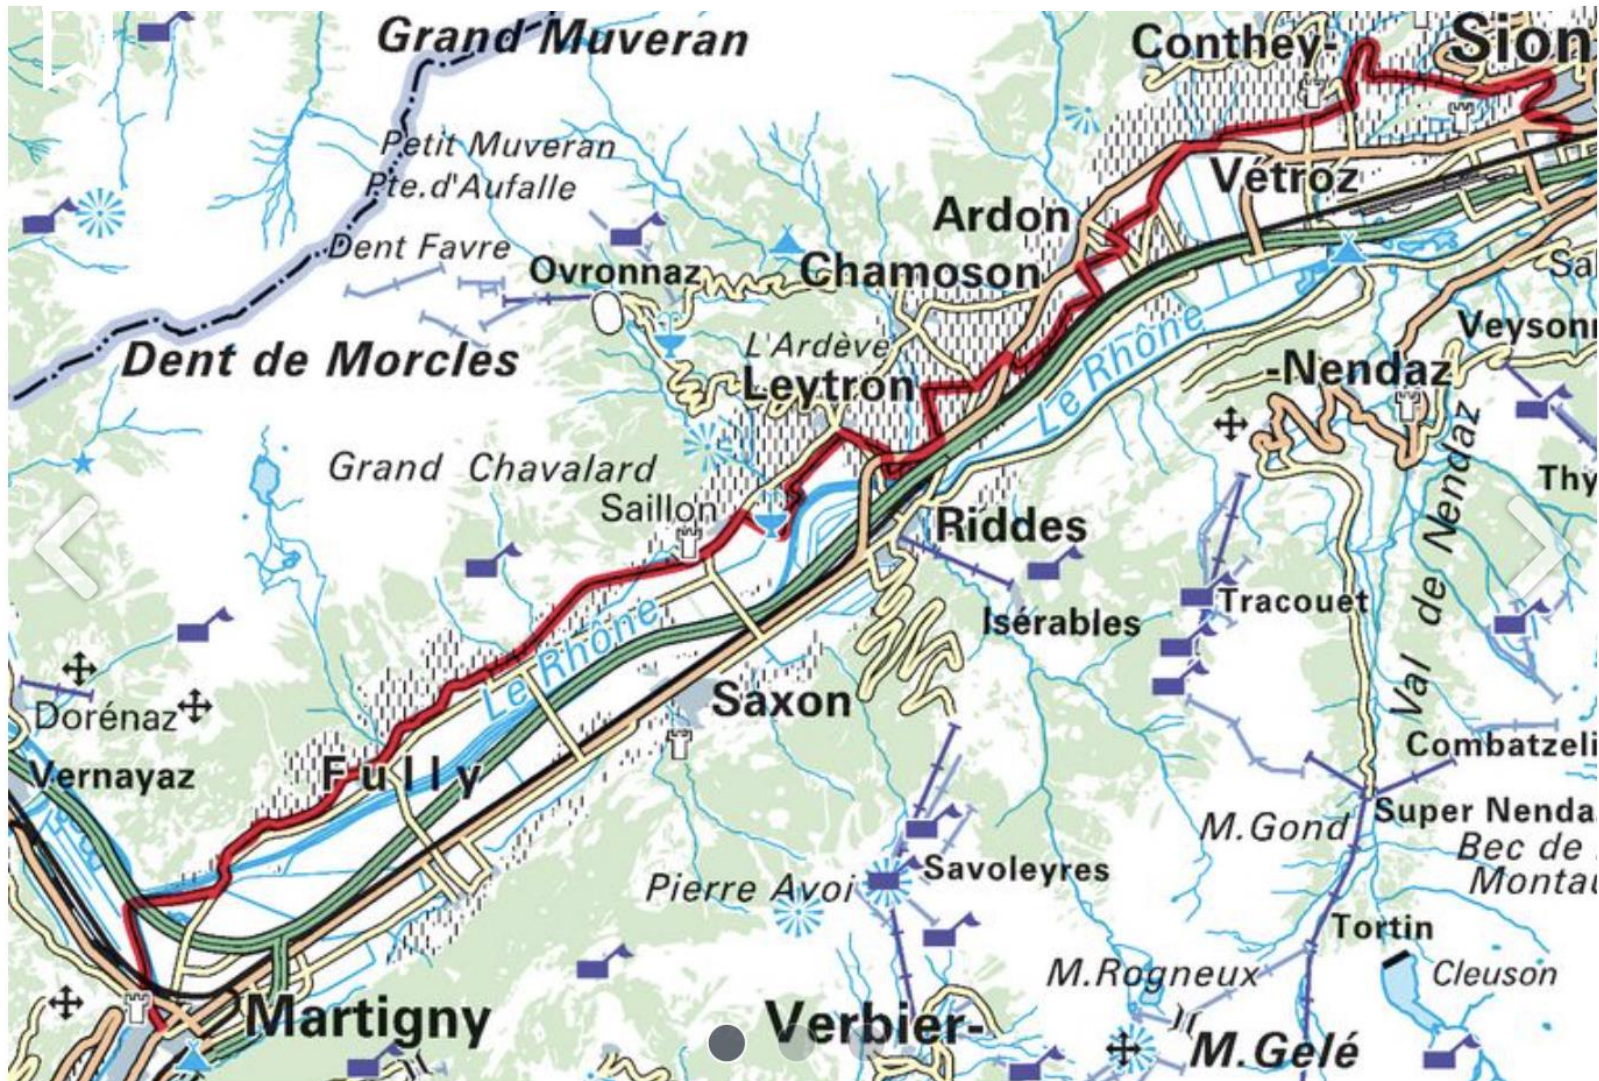 Grand Muveran
Conthey-
Sion
Petit Muveran
Pte.d'Aufalle
Vétroz
Ardon
Dent Favre
Ovronnaz
Chamoson
Le Rhône
Veysonn
L'Ardève
Dent de Morcles
Leytron
-Nendaz
Grand Chavalard
Saillon
Riddes
Val de Nendaz
Thy
Isérables
Tracouet
Le Rhône
Saxon
Dorénaz
Vernayaz
Fully
Combatzeli
Super Nenda
M.Gond
Bec de
Montau
Savoleyres
Pierre Avoi
Tortin
M.Rogneux
Cleuson
Martigny
Verbier-
M.Gelé